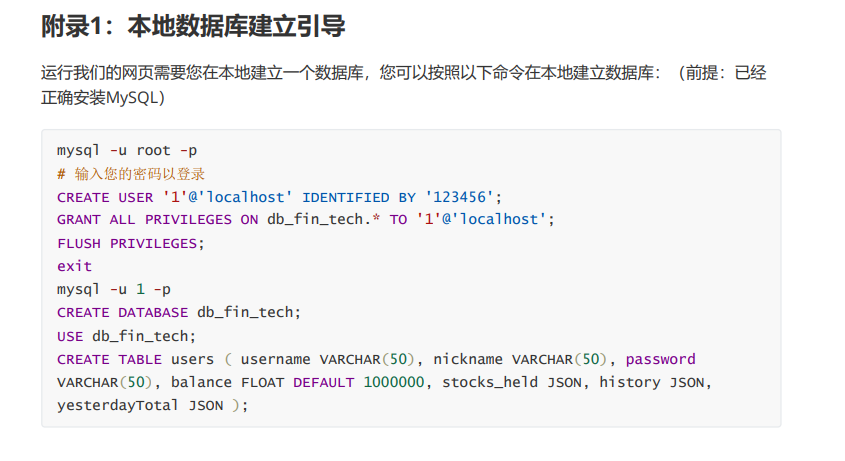 附录1：本地数据库建立引导
运行我们的网页需要您在本地建立一个数据库，您可以按照以下命令在本地建立数据库：（前提：已经
正确安装MySQL）
mysql -u root -p
# 输入您的密码以登录
CREATE USER '1'@'localhost' IDENTIFIED BY '123456';
GRANT ALL PRIVILEGES ON db_fin_tech.* TO '1'@'localhost';
FLUSH PRIVILEGES;
exit
mysql -u 1 -p
CREATE DATABASE db_fin_tech;
USE db_fin_tech;
CREATE TABLE users ( username VARCHAR(50), nickname VARCHAR(50), password
VARCHAR(50), balance FLOAT DEFAULT 1000000, stocks_held JSON, history JSON,
yesterdayTotal JSON );